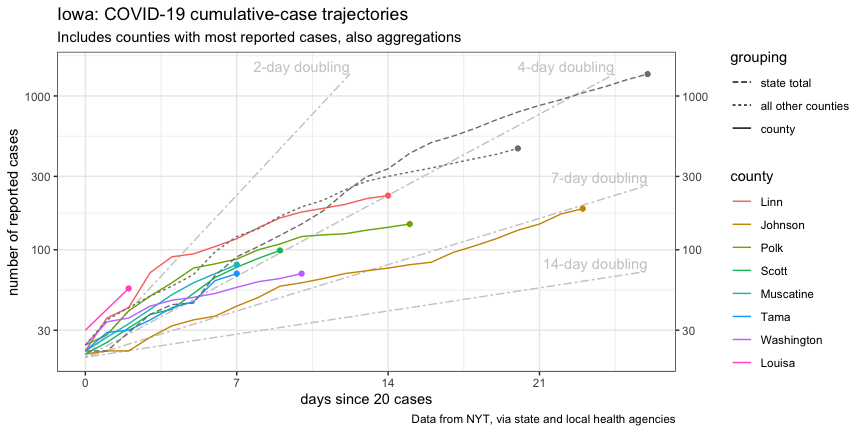 Iowa: COVID-19 cumulative-case trajectories
Includes counties with most reported cases, also aggregations
2-day doubling
4-day doubling
7-day doubling
14-day doubling
number of reported cases
1000
300
100
30
1000
300
100
30
0
7
14
21
days since 20 cases
Data from NYT, via state and local health agencies
grouping
state total
all other counties
county
county
Linn
Johnson
Polk
Scott
Muscatine
Tama
Washington
Louisa